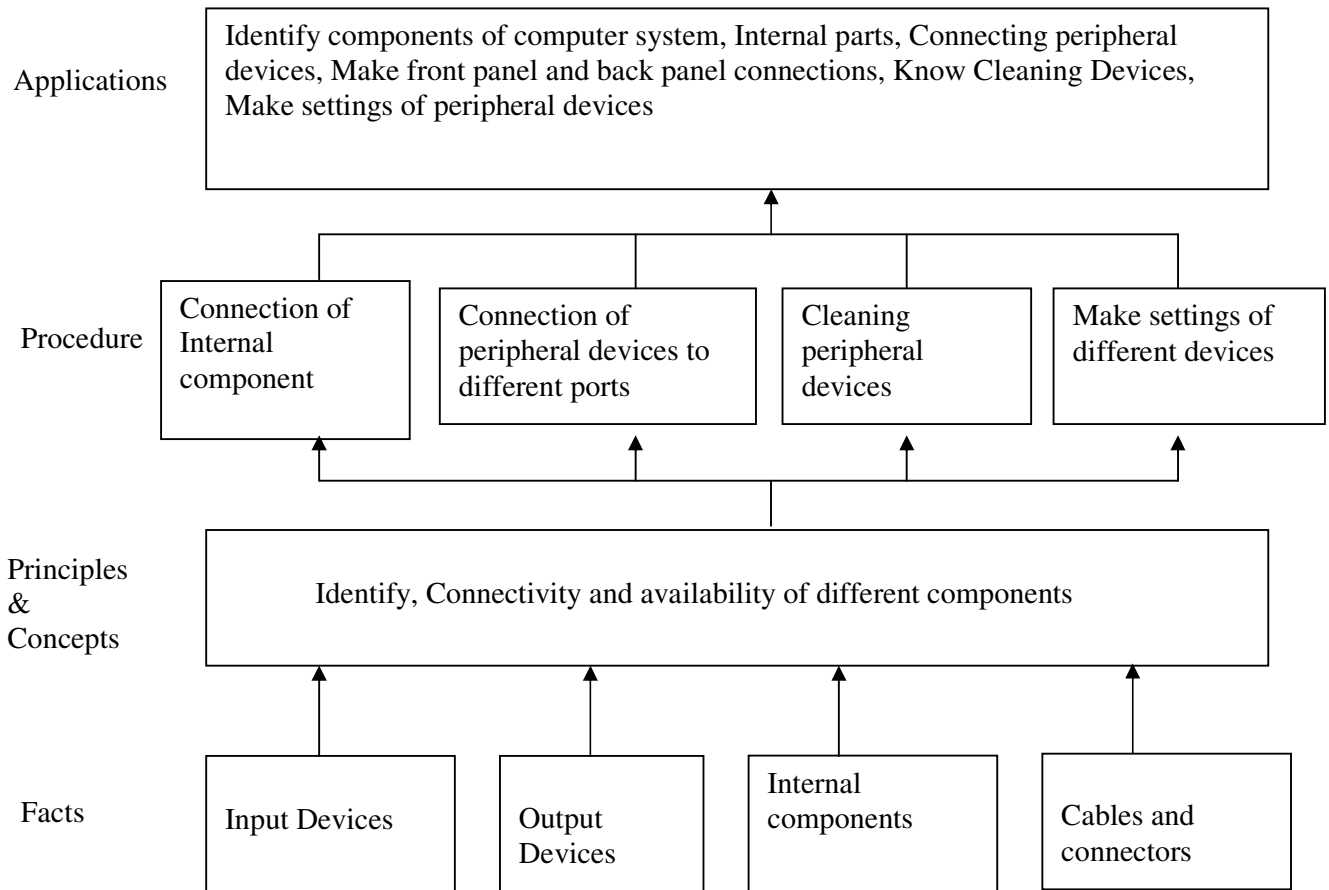 Applications
Identify components of computer system, Internal parts, Connecting peripheral
devices, Make front panel and back panel connections, Know Cleaning Devices,
Make settings of peripheral devices
Procedure
Connection of
Internal
component
Connection of
peripheral devices to
different ports
Cleaning
peripheral
devices
Make settings of
different devices
Principles
&
Concepts
Identify, Connectivity and availability of different components
Facts
Input Devices
Output
Devices
Internal
components
Cables and
connectors